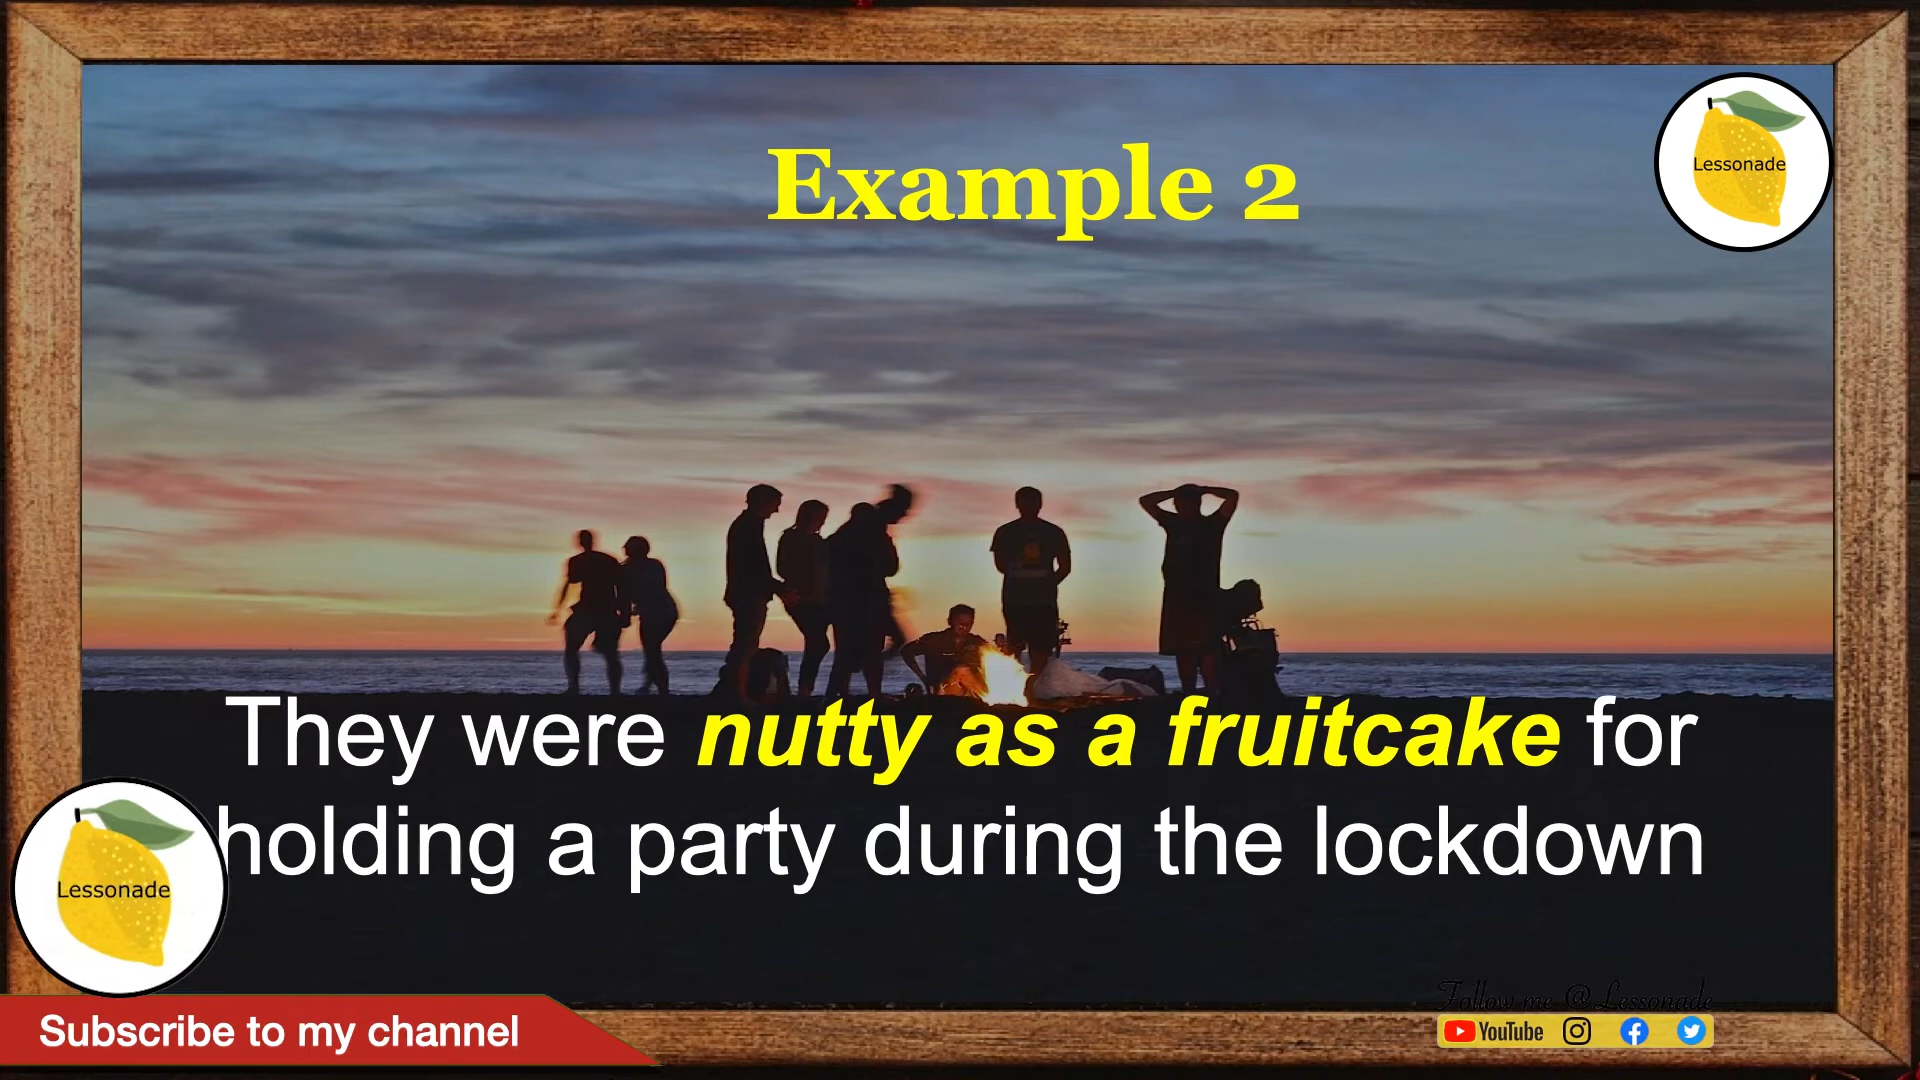 Example 2
Lessonade
They were nutty as a fruitcake for
holding a party during the lockdown
Lessonade
Subscribe to my channel
Follow me @Lessonade
YouTube